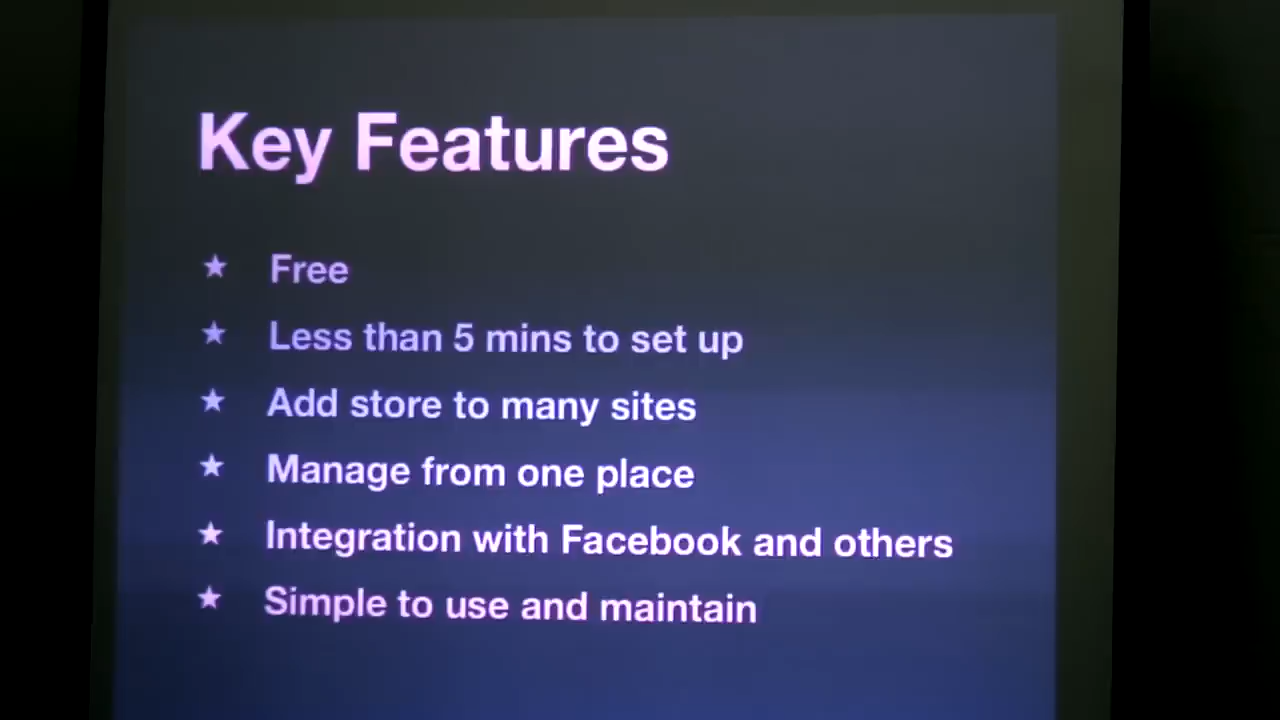 Key Features
★ Free
★ Less than 5 mins to set up
★ Add store to many sites
★ Manage from one place
★ Integration with Facebook and others
★ Simple to use and maintain